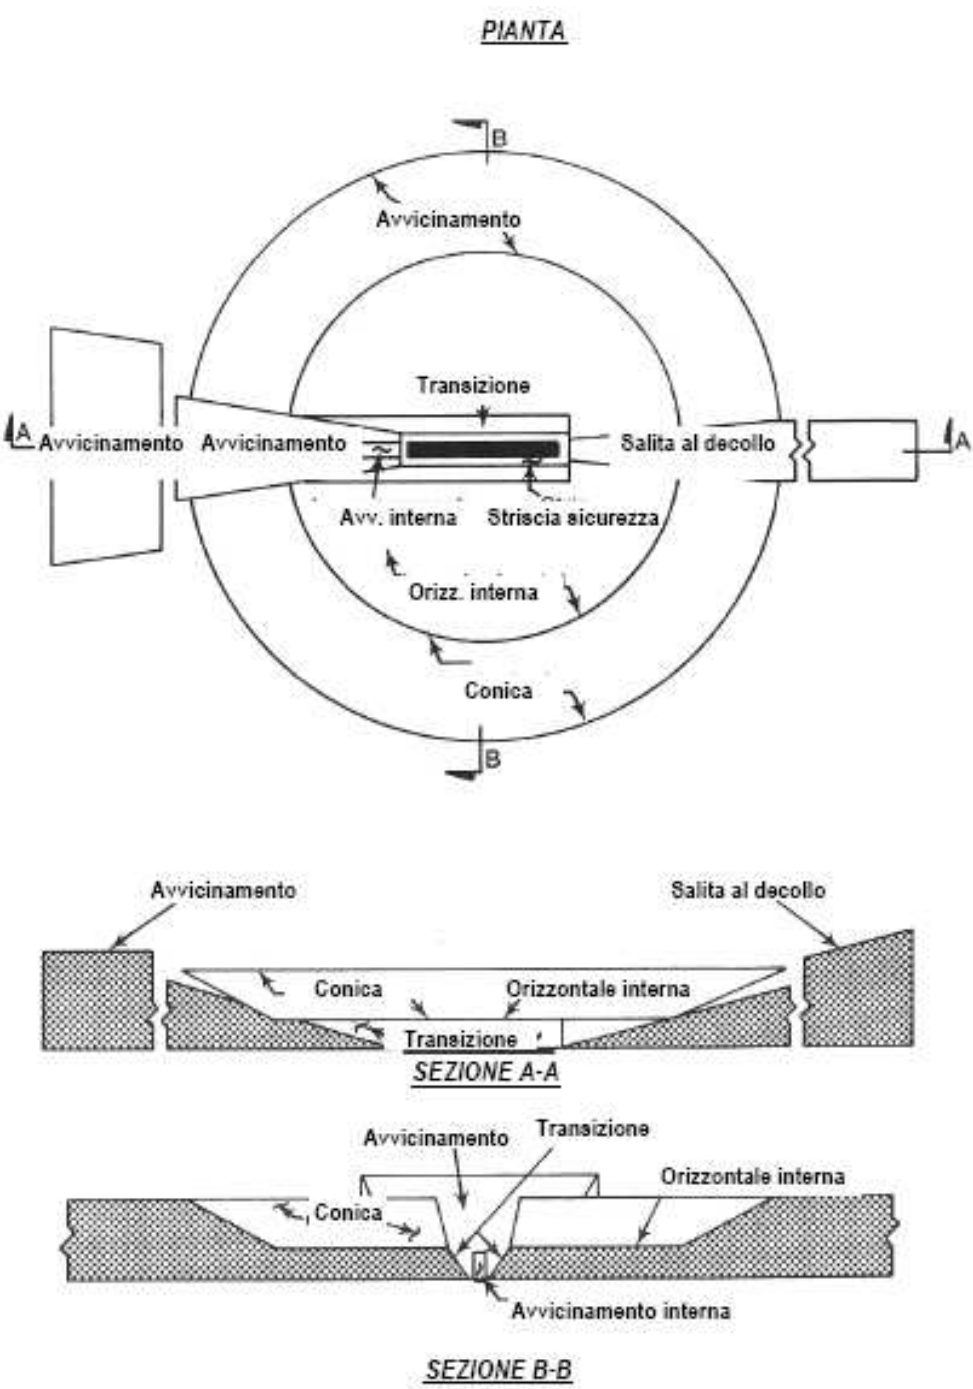 PIANTA
B
Avvicinamento
Transizione
A
Avvicinamento
Avvicinamento
Salita al decollo
A
Avv. interna
Striscia sicurezza
Orizz. interna
Conica
B
Avvicinamento
Salita al decollo
Conica
Orizzontale interna
Transizione
SEZIONE A-A
Avvicinamento
Transizione
Orizzontale interna
Conica
Avvicinamento interna
SEZIONE B-B